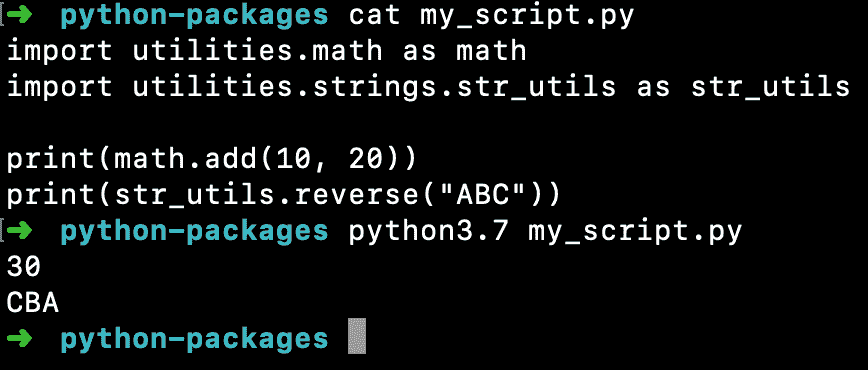 ➜ python-packages cat my_script.py
import utilities.math as math
import utilities.strings.str_utils as str_utils

print(math.add(10, 20))
print(str_utils.reverse("ABC"))
➜ python-packages python3.7 my_script.py
30
CBA
➜ python-packages